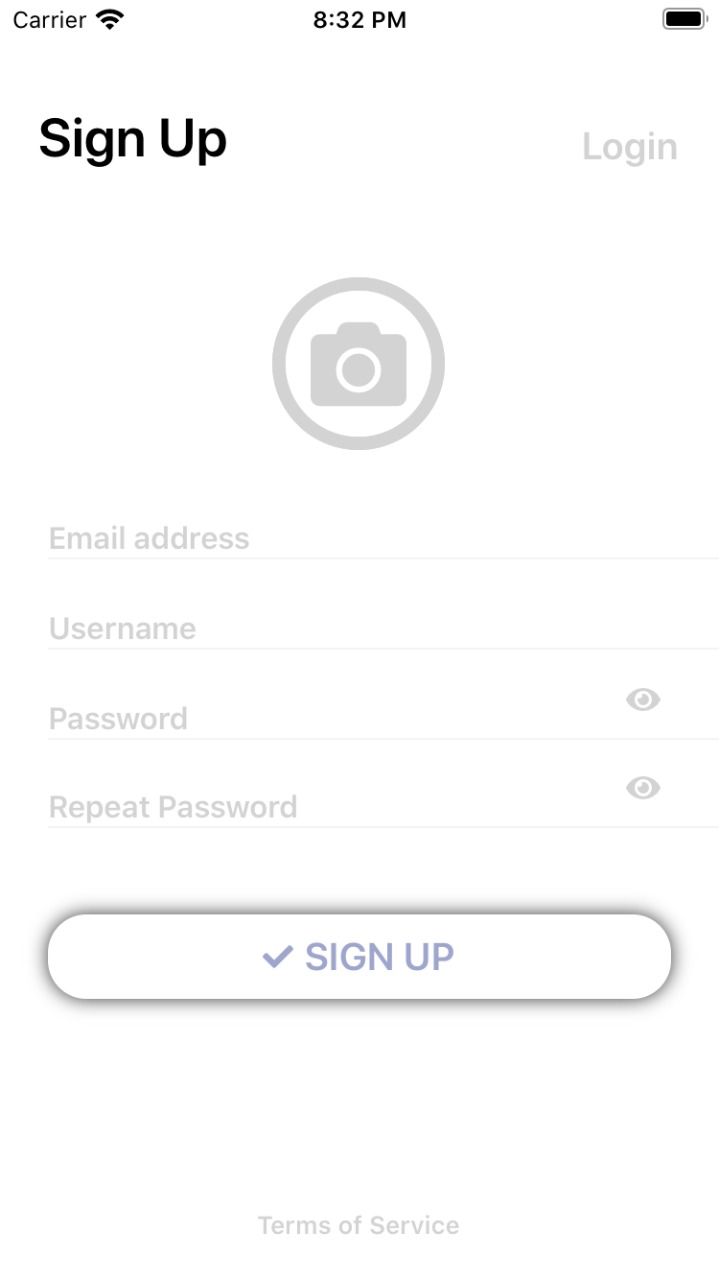 Carrier 8:32 PM
Sign Up Login
Email address
Username
Password
Repeat Password
SIGN UP
Terms of Service